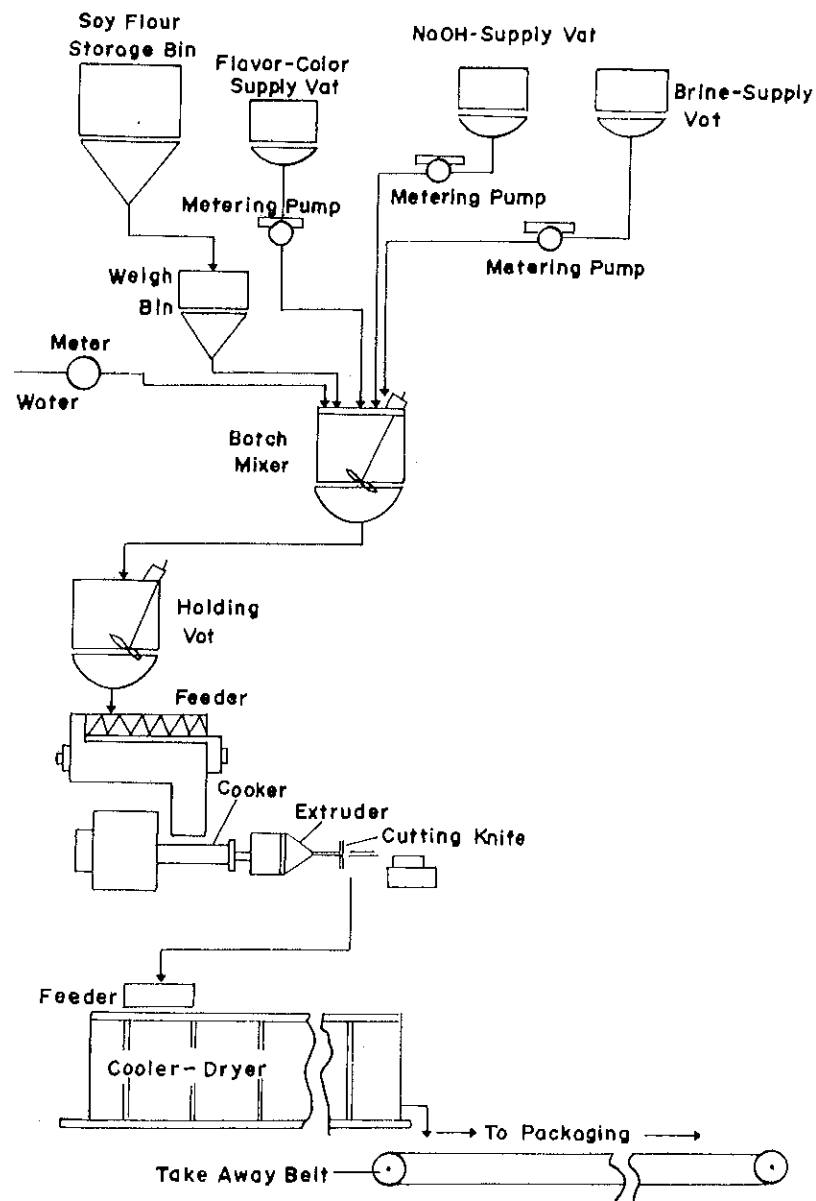 Soy Flour
Storage Bin
Flavor-Color
Supply Vat
NaOH-Supply Vat
Brine-Supply
Vat
Metering Pump
Metering Pump
Metering Pump
Weigh
Bin
Meter
Water
Batch
Mixer
Holding
Vat
Feeder
Cooker
Extruder
Cutting Knife
Feeder
Cooler-Dryer
To Packaging
Take Away Belt